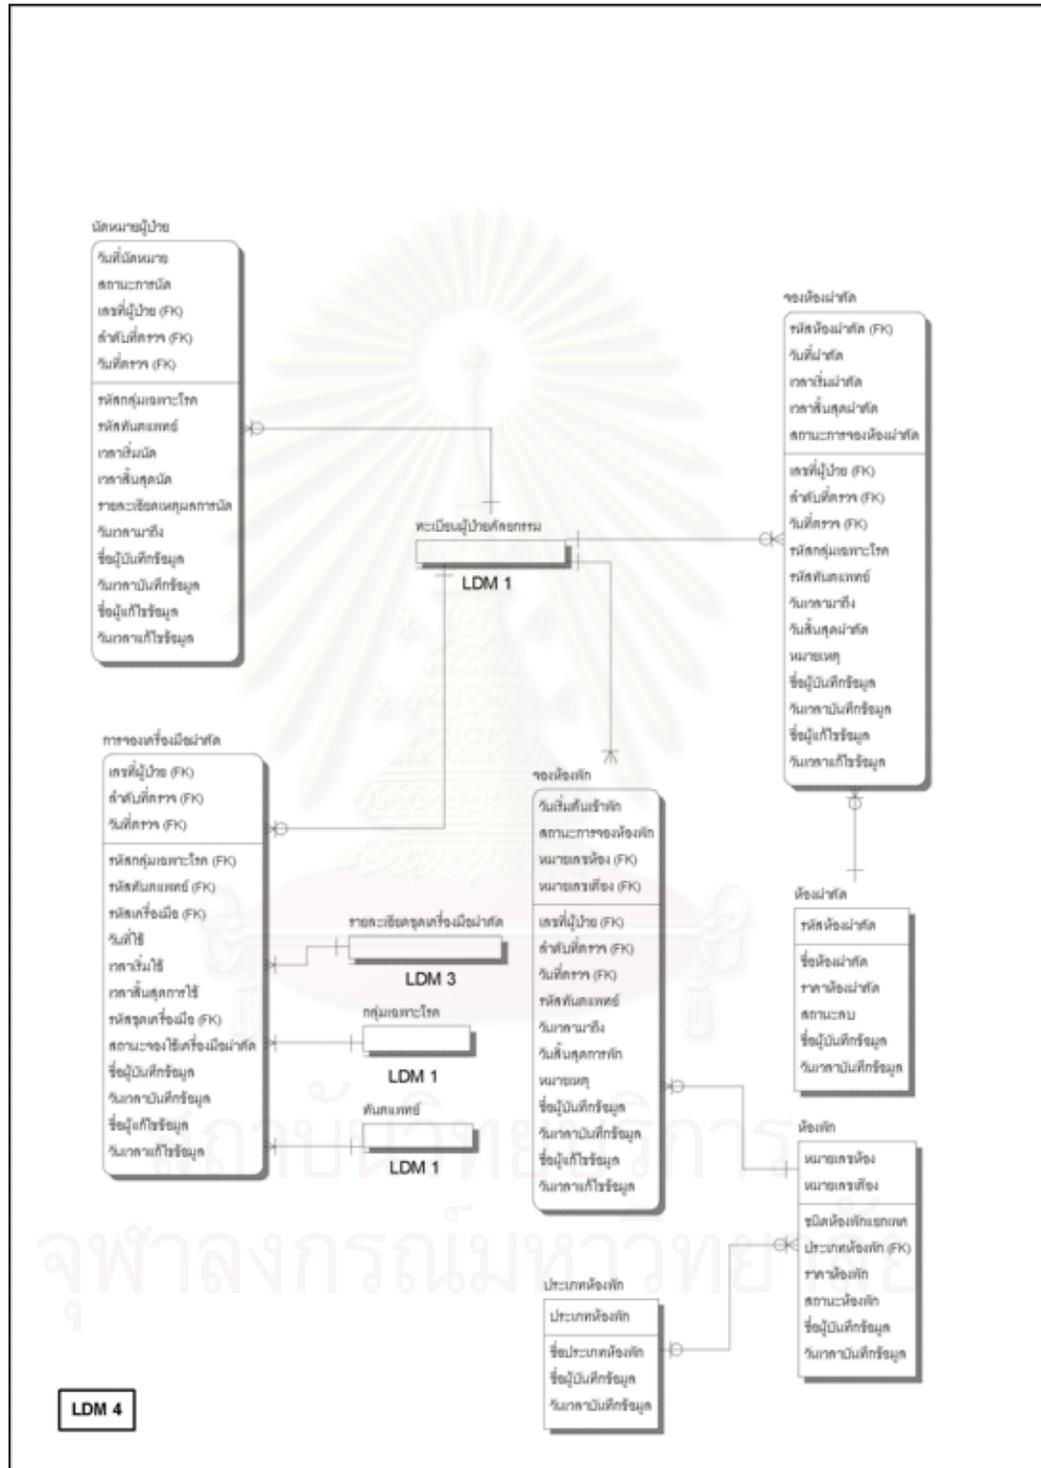 นัดหมายผู้ป่วย
วันที่นัดหมาย
สถานะการนัด
เลขที่ผู้ป่วย (FK)
ลำดับที่ตรวจ (FK)
วันที่ตรวจ (FK)
รหัสกลุ่มเฉพาะโรค
รหัสทันตแพทย์
เวลาเริ่มนัด
เวลาสิ้นสุดนัด
รายละเอียดเหตุผลการนัด
วันเวลามาถึง
ชื่อผู้บันทึกข้อมูล
วันเวลาบันทึกข้อมูล
ชื่อผู้แก้ไขข้อมูล
วันเวลาแก้ไขข้อมูล
จองห้องผ่าตัด
รหัสห้องผ่าตัด (FK)
วันที่ผ่าตัด
เวลาเริ่มผ่าตัด
เวลาสิ้นสุดผ่าตัด
สถานะการจองห้องผ่าตัด
เลขที่ผู้ป่วย (FK)
ลำดับที่ตรวจ (FK)
วันที่ตรวจ (FK)
รหัสกลุ่มเฉพาะโรค
รหัสทันตแพทย์
วันเวลามาถึง
วันสิ้นสุดผ่าตัด
หมายเหตุ
ชื่อผู้บันทึกข้อมูล
วันเวลาบันทึกข้อมูล
ชื่อผู้แก้ไขข้อมูล
วันเวลาแก้ไขข้อมูล
ทะเบียนผู้ป่วยศัลยกรรม
LDM 1
การจองเครื่องมือผ่าตัด
เลขที่ผู้ป่วย (FK)
ลำดับที่ตรวจ (FK)
วันที่ตรวจ (FK)
รหัสกลุ่มเฉพาะโรค (FK)
รหัสทันตแพทย์ (FK)
รหัสเครื่องมือ (FK)
วันที่ใช้
เวลาเริ่มใช้
เวลาสิ้นสุดการใช้
รหัสชุดเครื่องมือ (FK)
สถานะจองใช้เครื่องมือผ่าตัด
ชื่อผู้บันทึกข้อมูล
วันเวลาบันทึกข้อมูล
ชื่อผู้แก้ไขข้อมูล
วันเวลาแก้ไขข้อมูล
รายละเอียดชุดเครื่องมือผ่าตัด
LDM 3
กลุ่มเฉพาะโรค
LDM 1
ทันตแพทย์
LDM 1
จองห้องพัก
วันเริ่มต้นเข้าพัก
สถานะการจองห้องพัก
หมายเลขห้อง (FK)
หมายเลขเตียง (FK)
เลขที่ผู้ป่วย (FK)
ลำดับที่ตรวจ (FK)
วันที่ตรวจ (FK)
รหัสทันตแพทย์
วันเวลามาถึง
วันสิ้นสุดการพัก
หมายเหตุ
ชื่อผู้บันทึกข้อมูล
วันเวลาบันทึกข้อมูล
ชื่อผู้แก้ไขข้อมูล
วันเวลาแก้ไขข้อมูล
ห้องผ่าตัด
รหัสห้องผ่าตัด
ชื่อห้องผ่าตัด
ราคาห้องผ่าตัด
สถานะลบ
ชื่อผู้บันทึกข้อมูล
วันเวลาบันทึกข้อมูล
ห้องพัก
หมายเลขห้อง
หมายเลขเตียง
ชนิดห้องพักแยกเพศ
ประเภทห้องพัก (FK)
ราคาห้องพัก
สถานะห้องพัก
ชื่อผู้บันทึกข้อมูล
วันเวลาบันทึกข้อมูล
ประเภทห้องพัก
ประเภทห้องพัก
ชื่อประเภทห้องพัก
ชื่อผู้บันทึกข้อมูล
วันเวลาบันทึกข้อมูล
สถาบันวิทยบริการ
จุฬาลงกรณ์มหาวิทยาลัย
LDM 4